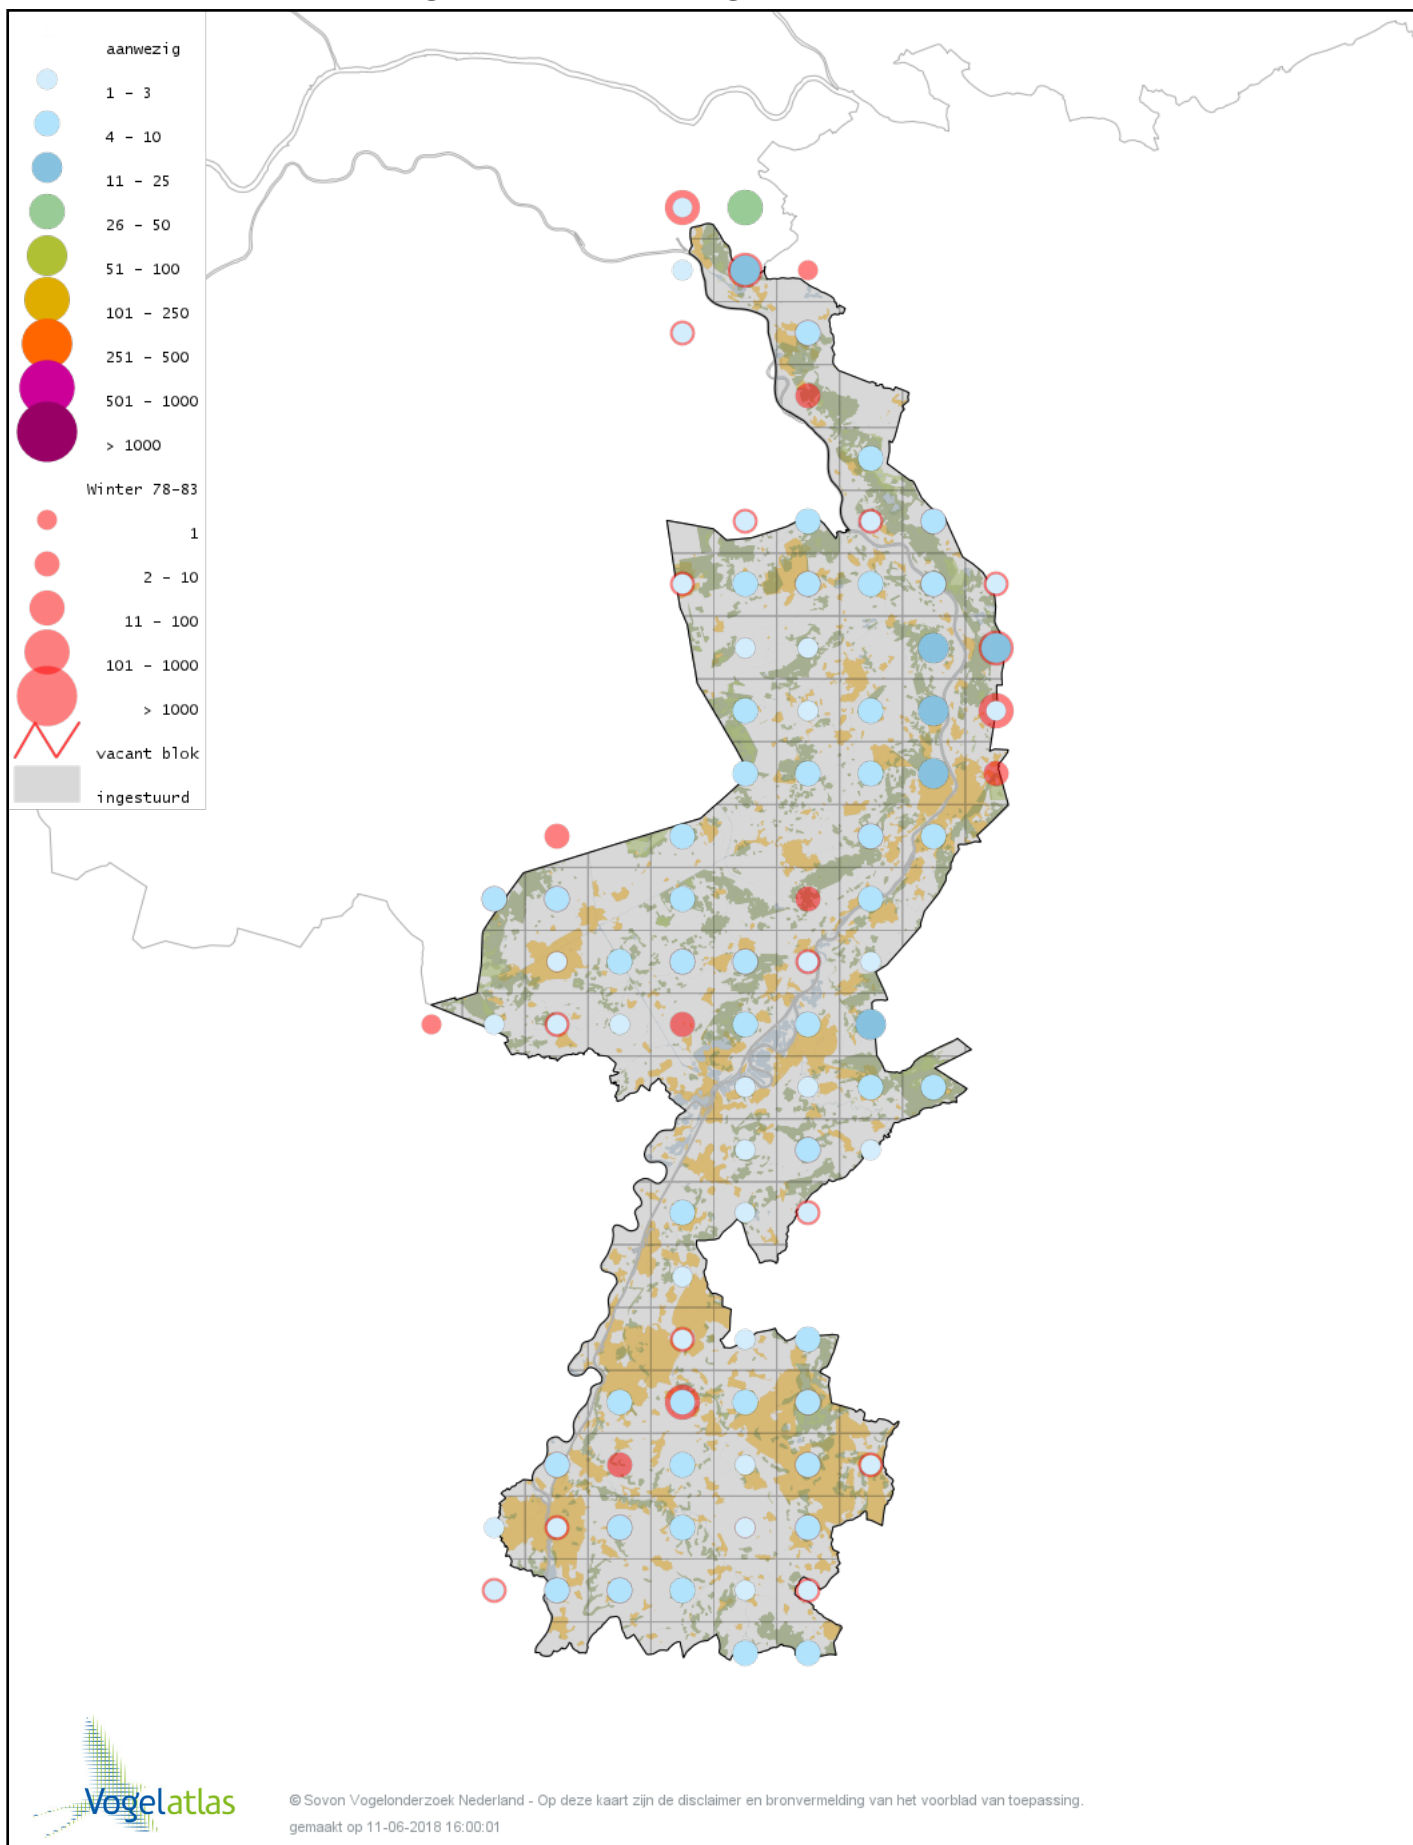 aanwezig
1 - 3
4 - 10
11 - 25
26 - 50
51 - 100
101 - 250
251 - 500
501 - 1000
> 1000
Winter 78-83
1
2 - 10
11 - 100
101 - 1000
> 1000
vacant blok
ingestuurd
Vogelatlas
© Sovon Vogelonderzoek Nederland - Op deze kaart zijn de disclaimer en bronvermelding van het voorblad van toepassing.
gemaakt op 11-06-2018 16:00:01